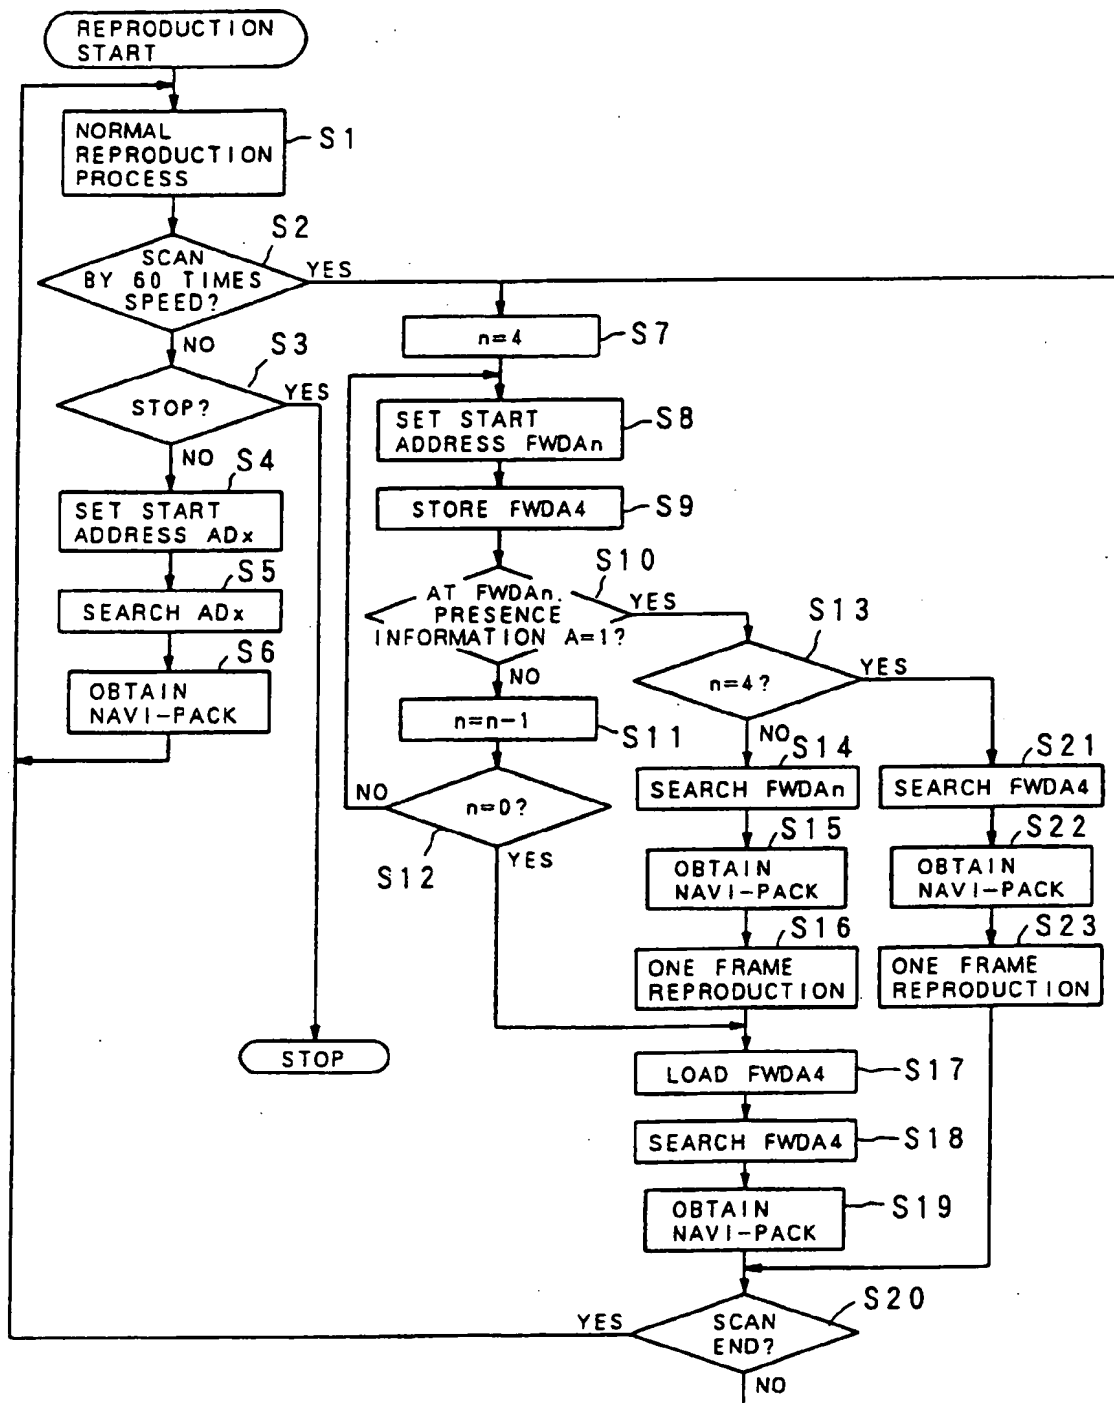 REPRODUCTION
START
NORMAL
REPRODUCTION
PROCESS
S1
S2
SCAN
BY 60 TIMES
SPEED?
YES
NO
S3
STOP?
YES
NO
S4
SET START
ADDRESS ADx
S5
SEARCH ADx
S6
OBTAIN
NAVI-PACK
STOP
n=4
S7
SET START
ADDRESS FWDAn
S8
STORE FWDA4
S9
S10
AT FWDAn.
PRESENCE
INFORMATION A=1?
YES
NO
n=n-1
S11
n=0?
NO
YES
S12
S13
n=4?
YES
NO
S14
SEARCH FWDAn
S15
OBTAIN
NAVI-PACK
S16
ONE FRAME
REPRODUCTION
S21
SEARCH FWDA4
S22
OBTAIN
NAVI-PACK
S23
ONE FRAME
REPRODUCTION
LOAD FWDA4
S17
SEARCH FWDA4
S18
OBTAIN
NAVI-PACK
S19
S20
SCAN
END?
YES
NO